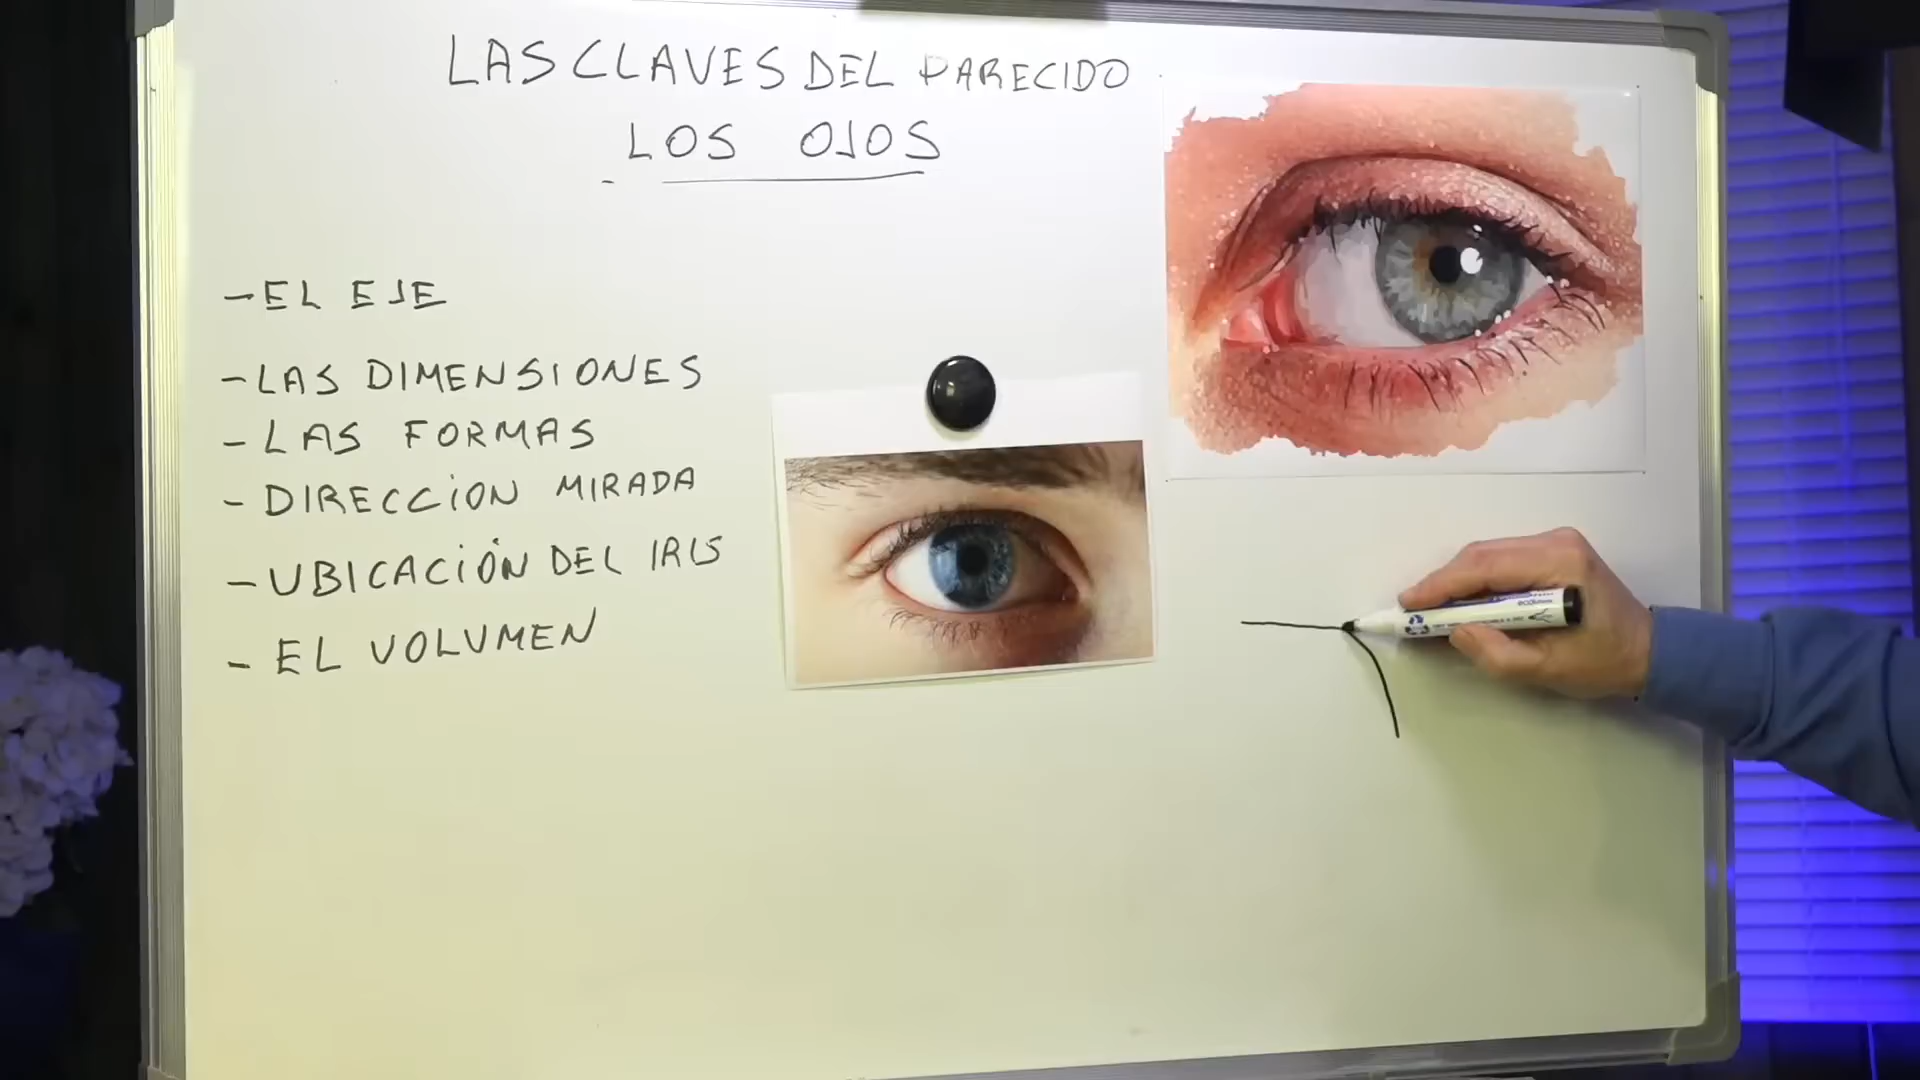 LAS CLAVES DEL PARECIDO
LOS OJOS
- EL EJE
- LAS DIMENSIONES
- LAS FORMAS
- DIRECCION MIRADA
- UBICACIÓN DEL IRIS
- EL VOLUMEN